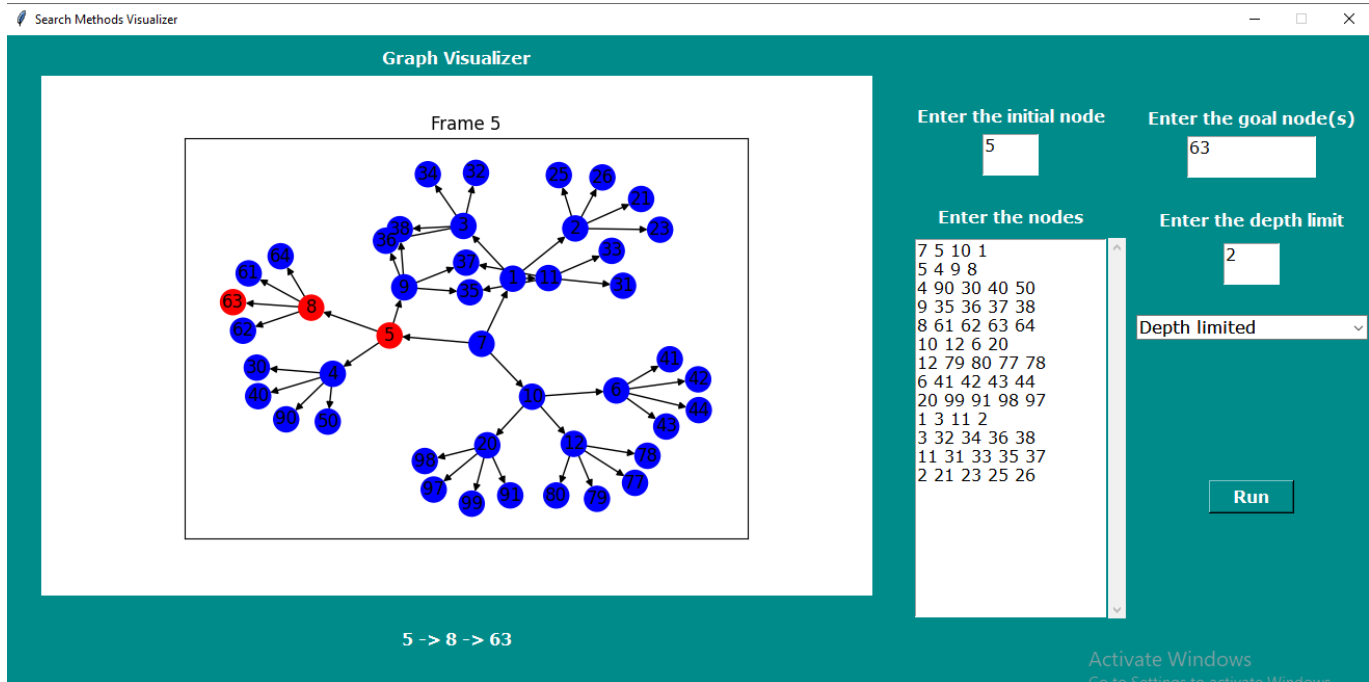 Search Methods Visualizer
Graph Visualizer
Frame 5
34 32 25 26
21
38 3 2 23
36
33
64 37
61 9 1 11
35 31
63 8
62 5 7
41
30 4 42
40 10 6
90 50 44
43
20 12
98 78
97 77
99 91 80 79
5 -> 8 -> 63
Enter the initial node
5
Enter the goal node(s)
63
Enter the nodes
7 5 10 1
5 4 9 8
4 90 30 40 50
9 35 36 37 38
8 61 62 63 64
10 12 6 20
12 79 80 77 78
6 41 42 43 44
20 99 91 98 97
1 3 11 2
3 32 34 36 38
11 31 33 35 37
2 21 23 25 26
Enter the depth limit
2
Depth limited
Run
Activate Windows
Go to Settings to activate Windows